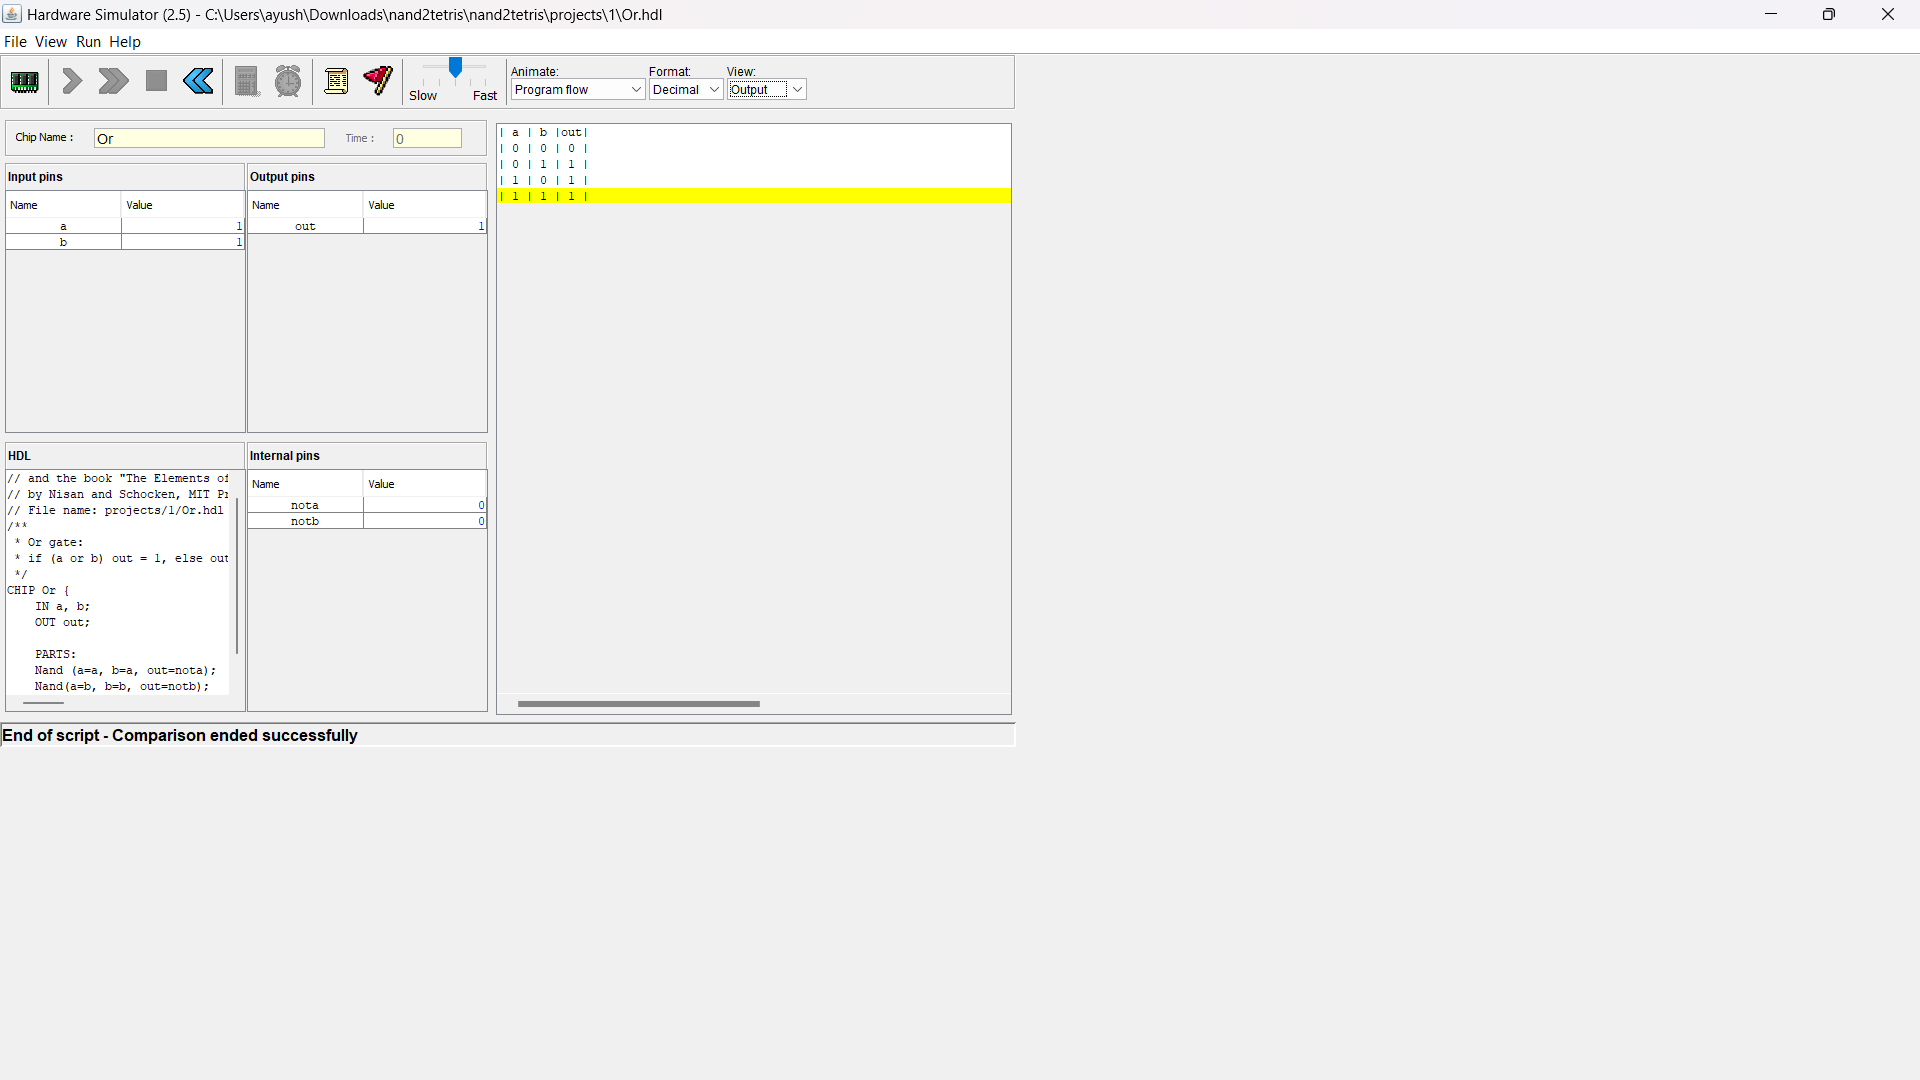 Hardware Simulator (2.5) - C:\Users\ayush\Downloads\nand2tetris\nand2tetris\projects\1\Or.hdl
File View Run Help
Slow Fast
Animate: Format: View:
Program flow Decimal Output
Chip Name : Or Time : 0
Input pins
Name Value
a 1
b 1
Output pins
Name Value
out 1
HDL
// and the book "The Elements of
// by Nisan and Schocken, MIT Pr
// File name: projects/1/Or.hdl
/**
* Or gate:
* if (a or b) out = 1, else out
*/
CHIP Or {
IN a, b;
OUT out;
PARTS:
Nand (a=a, b=a, out=nota);
Nand(a=b, b=b, out=notb);
Internal pins
Name Value
nota 0
notb 0
| a | b |out|
| 0 | 0 | 0 |
| 0 | 1 | 1 |
| 1 | 0 | 1 |
| 1 | 1 | 1 |
End of script - Comparison ended successfully